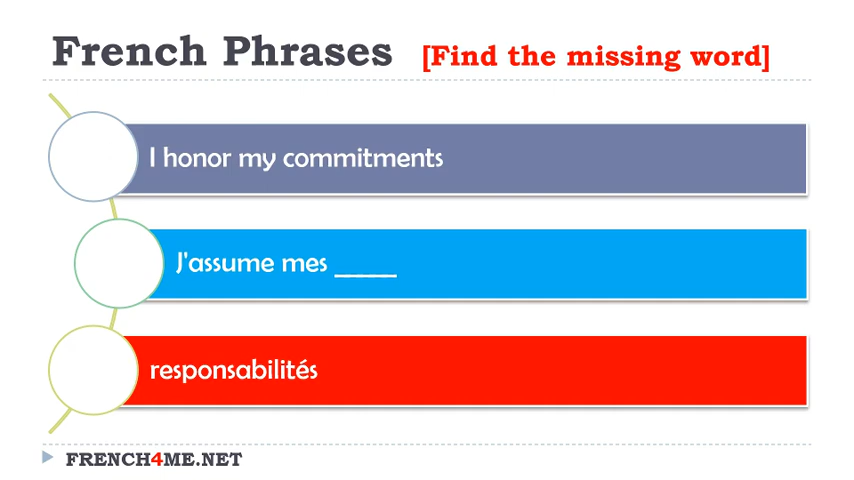 French Phrases [Find the missing word]
I honor my commitments
J'assume mes _____
responsabilités
FRENCH4ME.NET